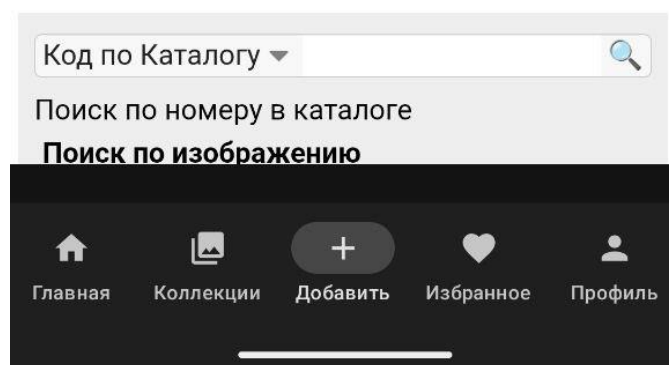 Код по Каталогу
Поиск по номеру в каталоге
Поиск по изображению
Главная Коллекции Добавить Избранное Профиль